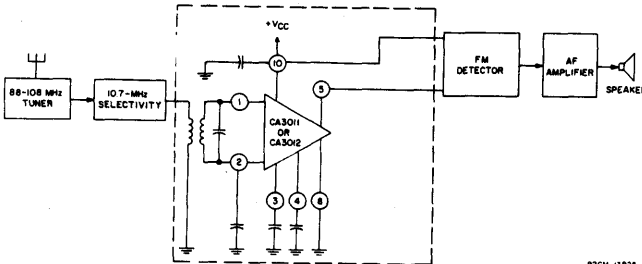 +VCC
10
88-108 MHz
TUNER
10.7-MHz
SELECTIVITY
1
2
CA3011
OR
CA3012
5
3
4
8
FM
DETECTOR
AF
AMPLIFIER
SPEAKER